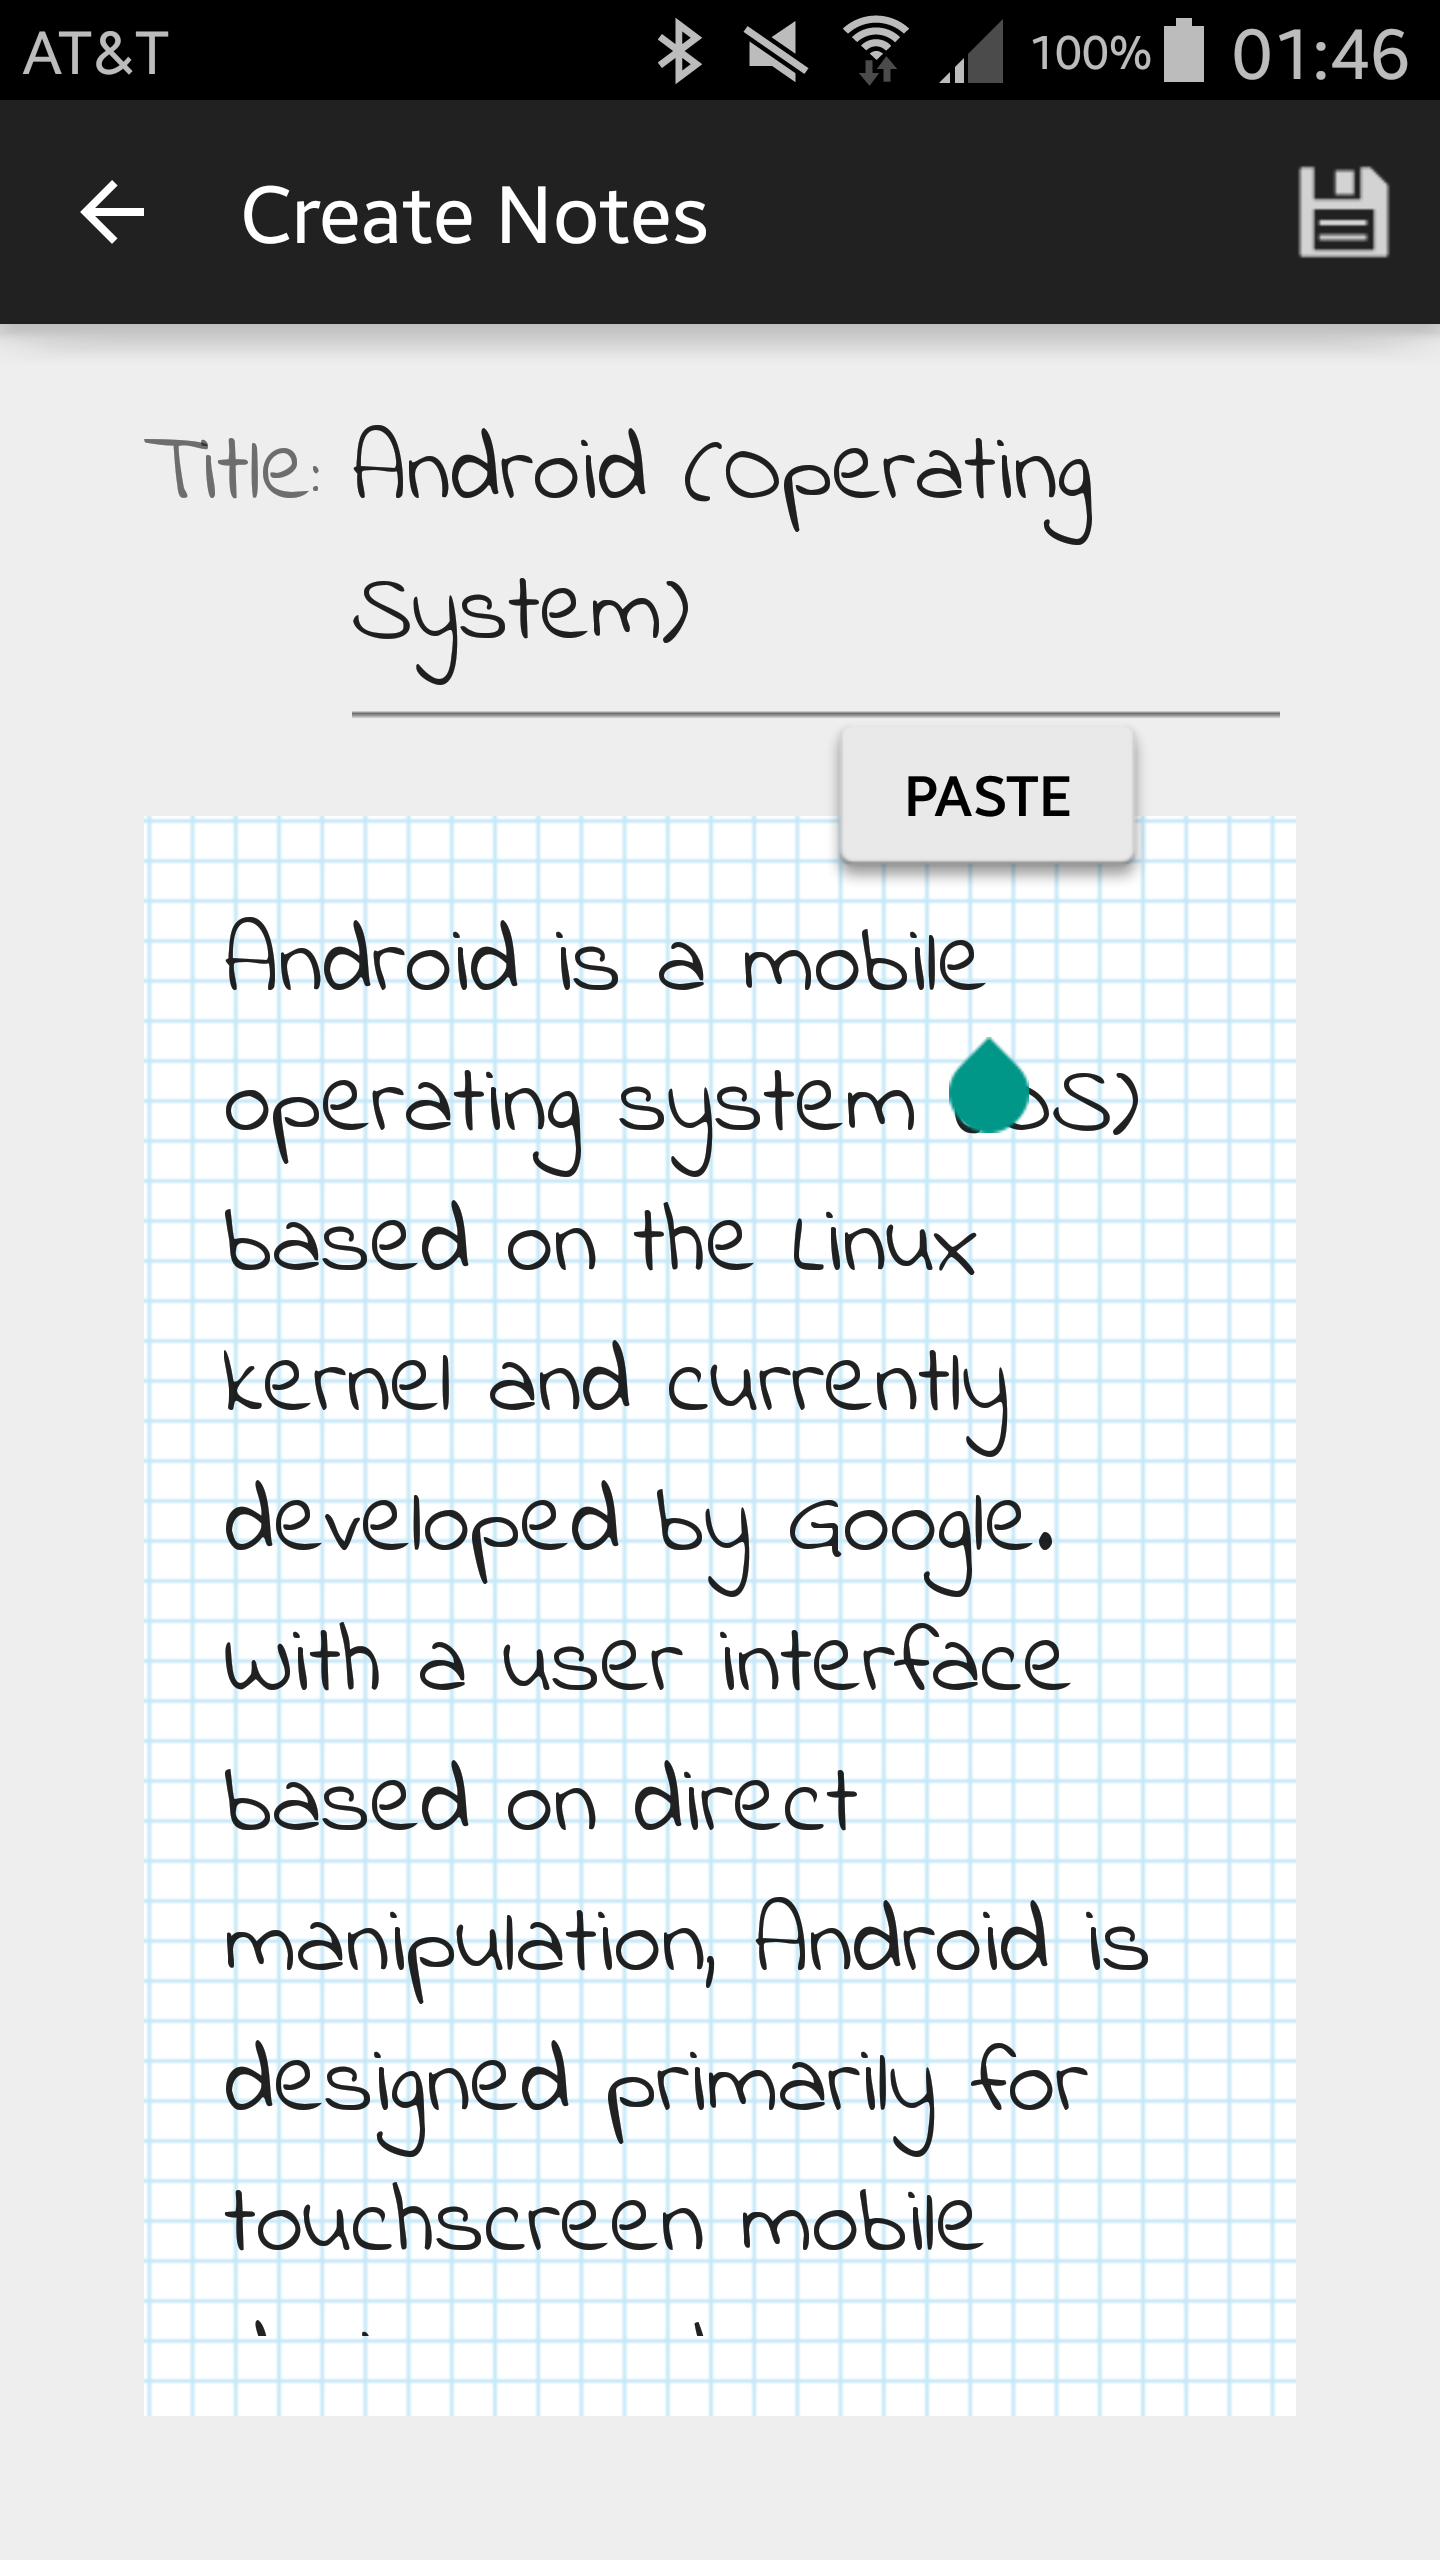 AT&T 100% 01:46
Create Notes
Title: Android (Operating
System)
PASTE
Android is a mobile
operating system (OS)
based on the Linux
kernel and currently
developed by Google.
with a user interface
based on direct
manipulation, Android is
designed primarily for
touchscreen mobile